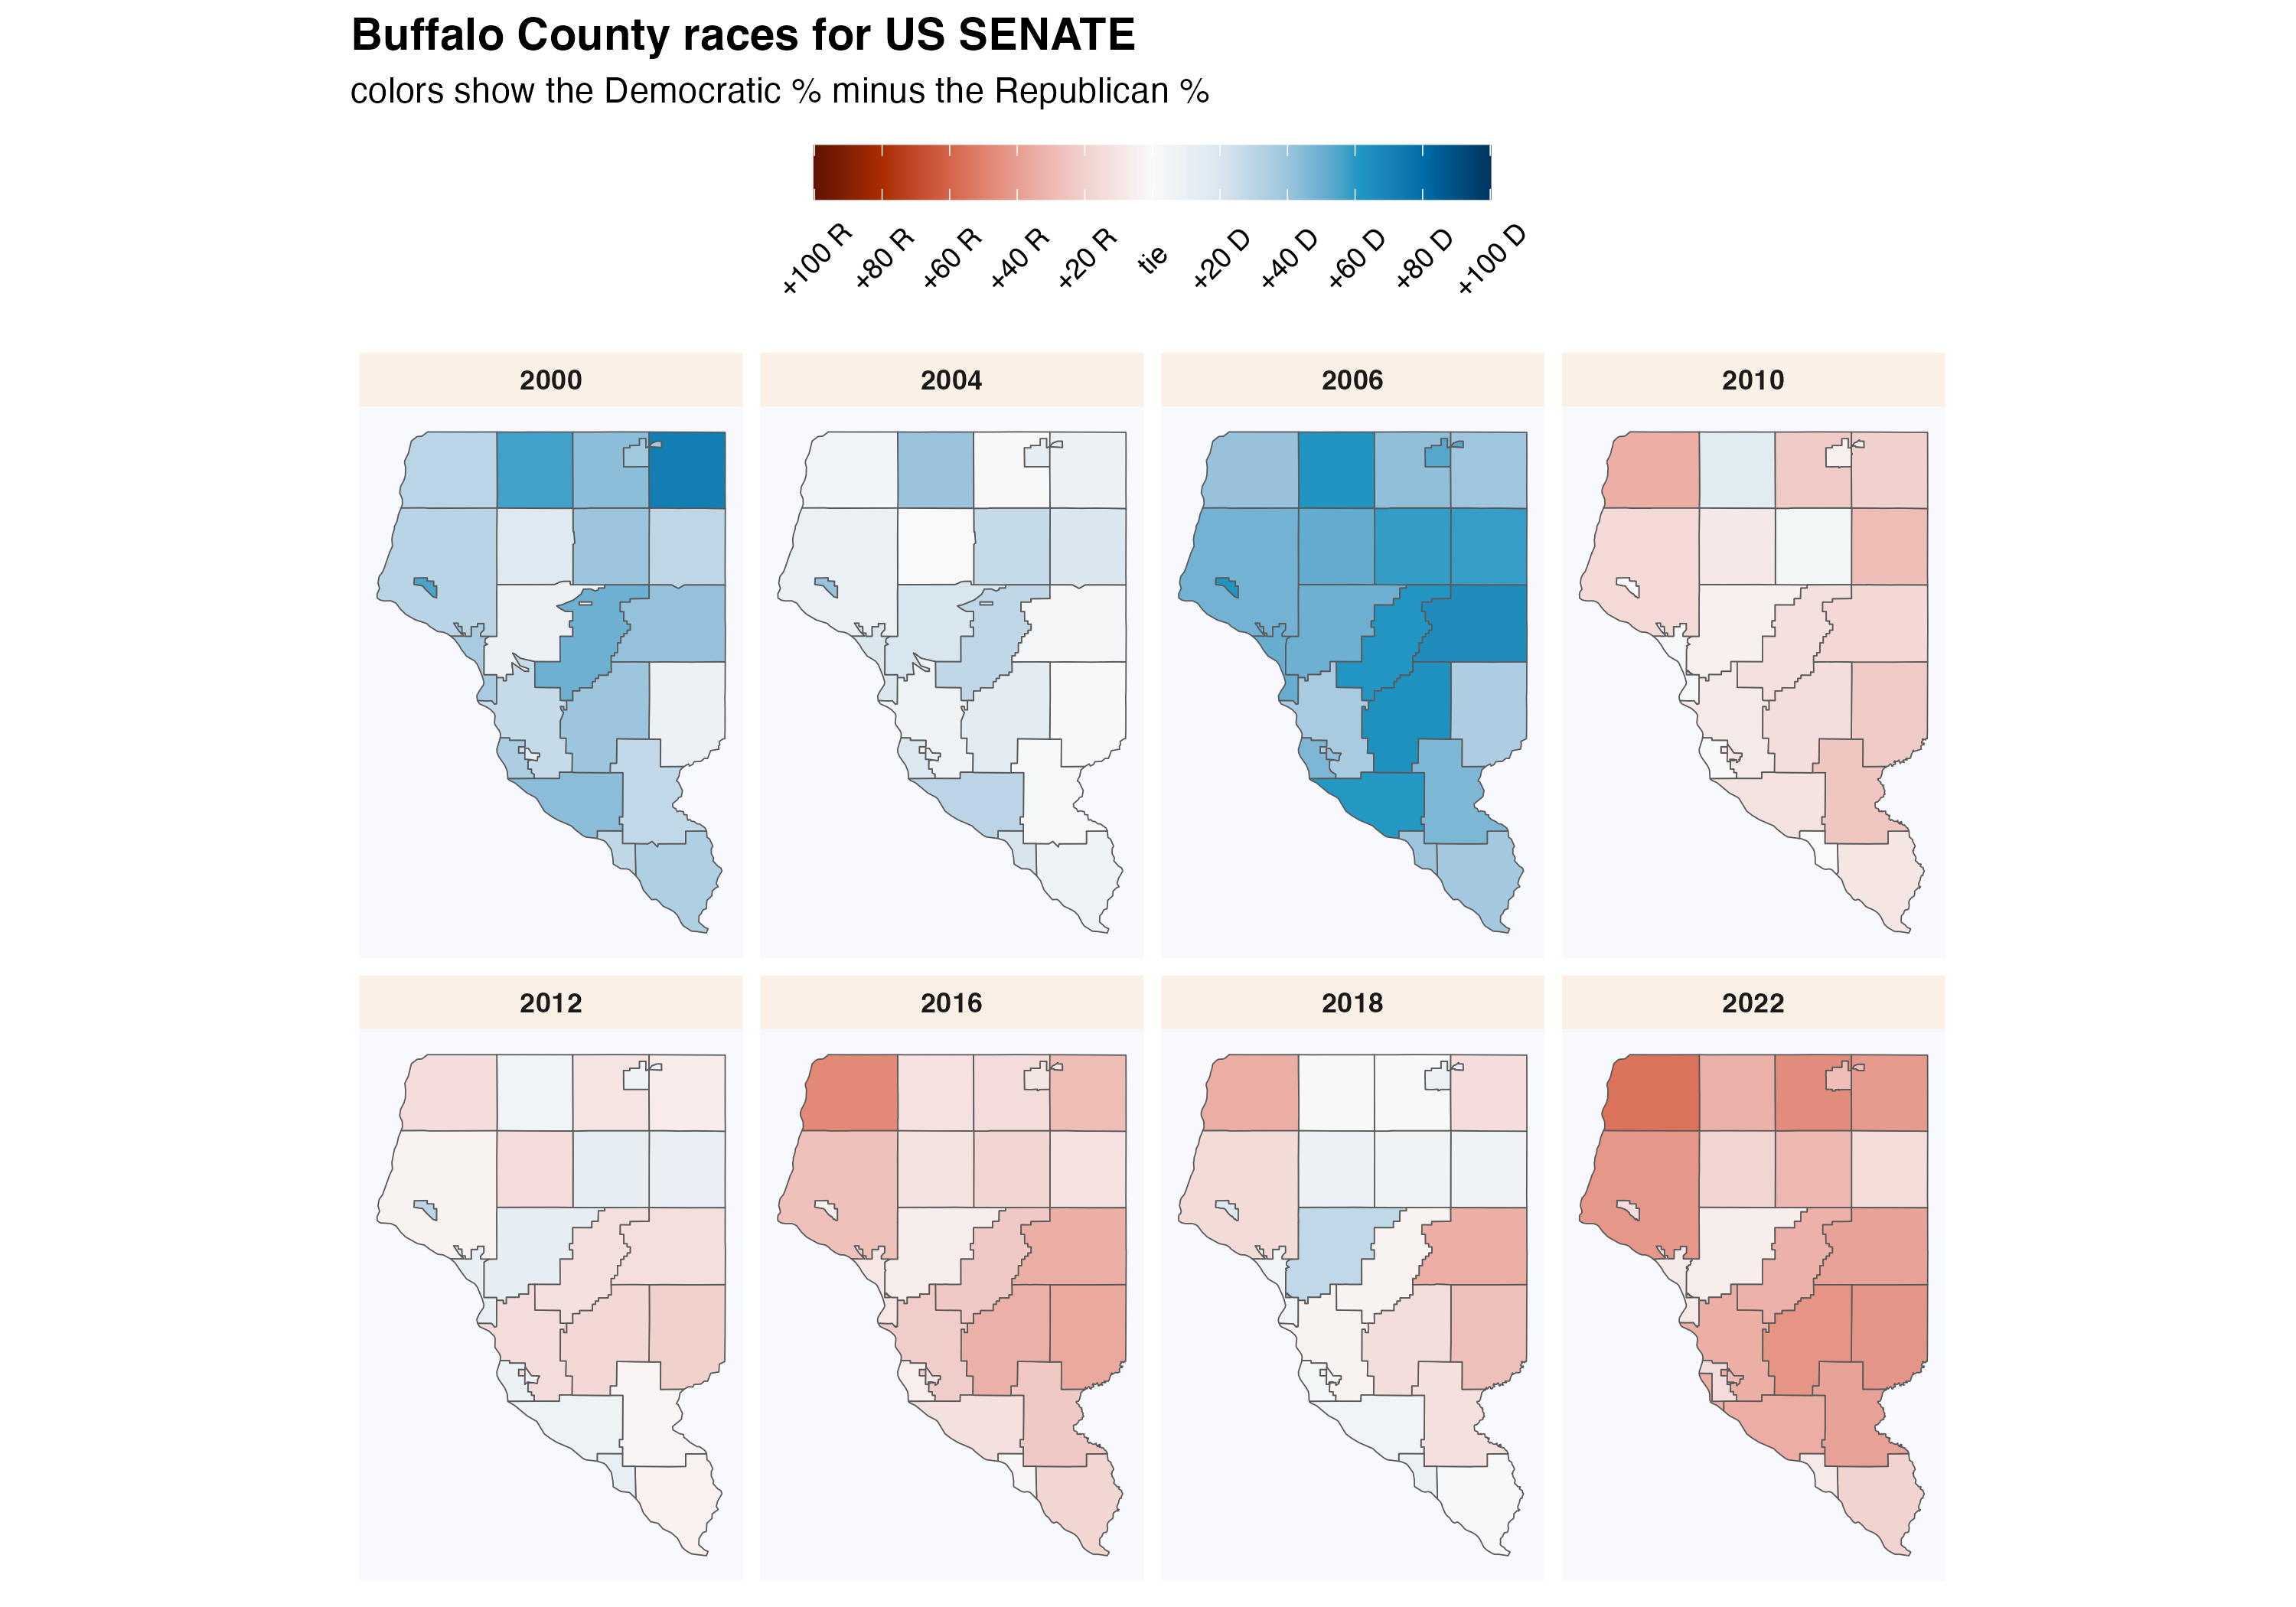 Buffalo County races for US SENATE
colors show the Democratic % minus the Republican %
+100 R
+80 R
+60 R
+40 R
+20 R
tie
+20 D
+40 D
+60 D
+80 D
+100 D
2000
2004
2006
2010
2012
2016
2018
2022